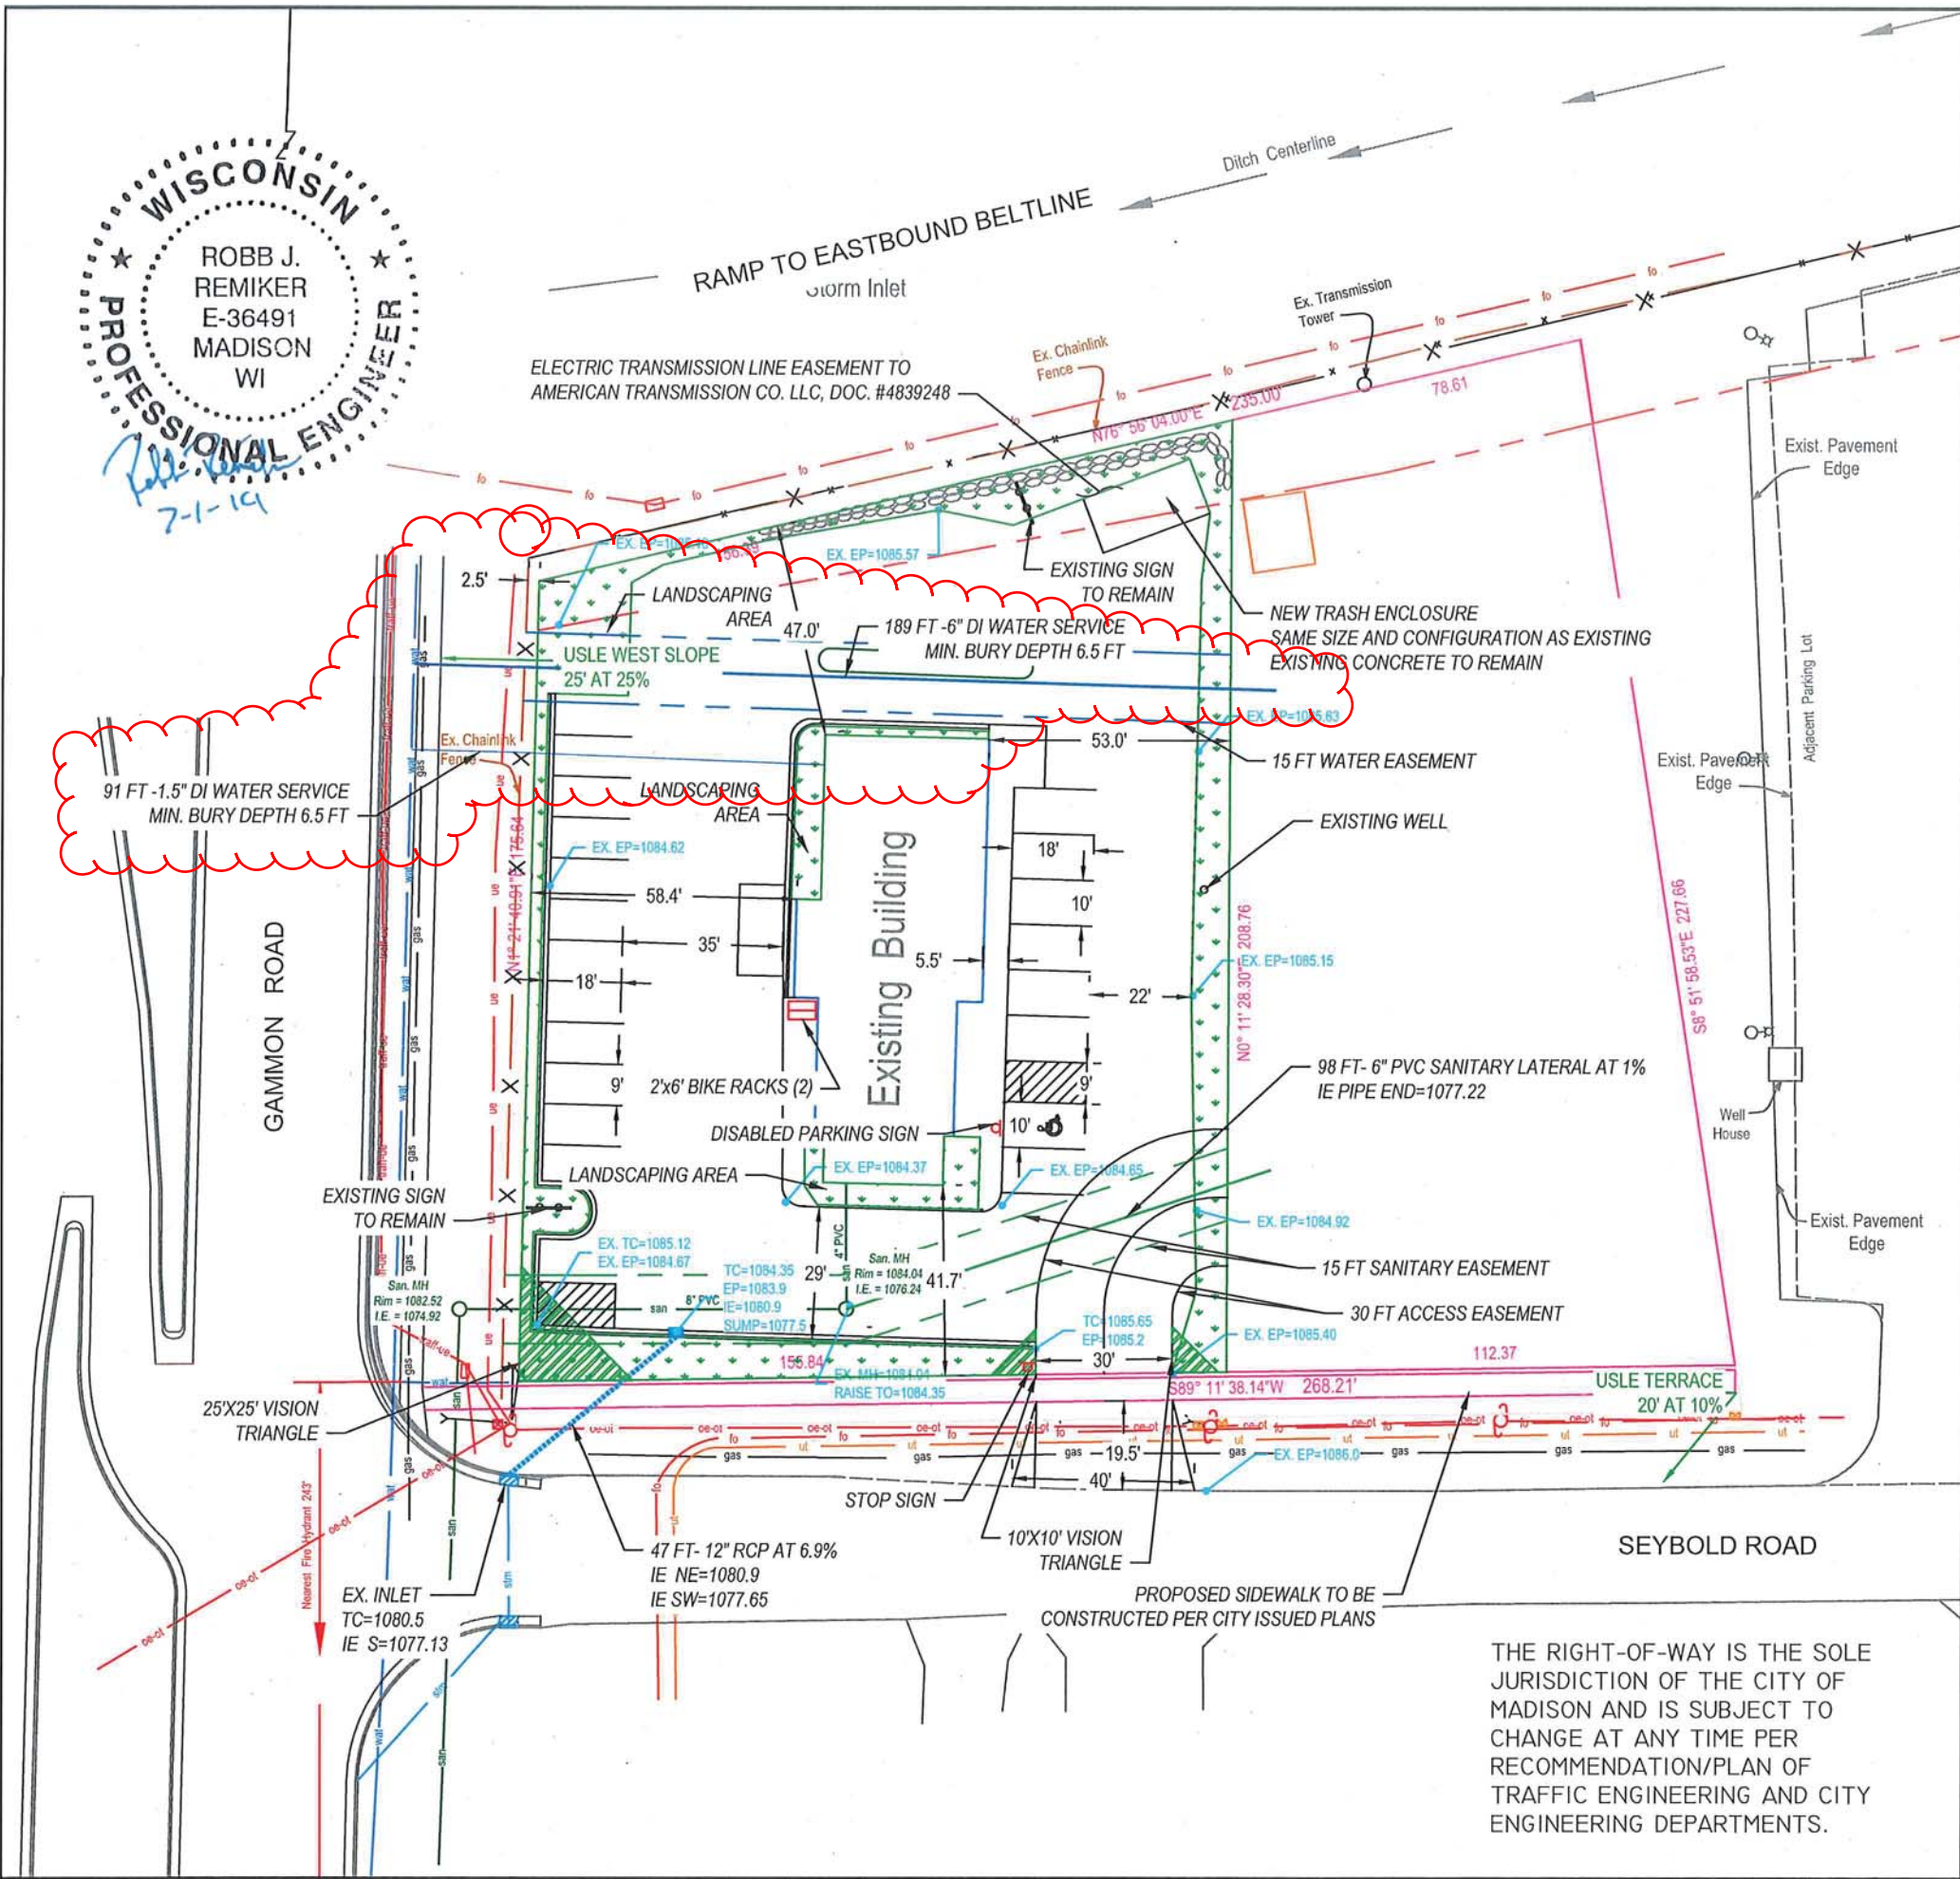 WISCONSIN
ROBB J.
REMIKER
E-36491
MADISON
WI
PROFESSIONAL ENGINEER
7-1-19
RAMP TO EASTBOUND BELTLINE
Storm Inlet
Ditch Centerline
ELECTRIC TRANSMISSION LINE EASEMENT TO
AMERICAN TRANSMISSION CO. LLC, DOC. #4839248
Ex. Chainlink
Fence
Ex. Transmission
Tower
N76° 56' 04.00"E
235.00
78.61
Exist. Pavement
Edge
Adjacent Parking Lot
2.5'
EX. EP=1085.57
LANDSCAPING
AREA
47.0'
EXISTING SIGN
TO REMAIN
189 FT -6" DI WATER SERVICE
MIN. BURY DEPTH 6.5 FT
NEW TRASH ENCLOSURE
SAME SIZE AND CONFIGURATION AS EXISTING
EXISTING CONCRETE TO REMAIN
USLE WEST SLOPE
25' AT 25%
EX. EP=1085.63
53.0'
15 FT WATER EASEMENT
Ex. Chainlink
Fence
91 FT -1.5" DI WATER SERVICE
MIN. BURY DEPTH 6.5 FT
LANDSCAPING
AREA
Exist. Pavement
Edge
EX. EP=1084.62
EXISTING WELL
18'
10'
58.4'
35'
18'
5.5'
22'
Existing Building
GAMMON ROAD
N1° 21' 40.91"E 175.64
N0° 11' 28.30" 208.76
S8° 51' 58.53"E 227.66
EX. EP=1085.15
9'
2'x6' BIKE RACKS (2)
9'
10'
98 FT- 6" PVC SANITARY LATERAL AT 1%
IE PIPE END=1077.22
Well
House
DISABLED PARKING SIGN
LANDSCAPING AREA
EX. EP=1084.37
EX. EP=1084.65
EXISTING SIGN
TO REMAIN
EX. EP=1084.92
Exist. Pavement
Edge
EX. TC=1085.12
EX. EP=1084.67
San. MH
Rim = 1082.52
I.E. = 1074.92
san
8" PVC
san 4" PVC
TC=1084.35
EP=1083.9
IE=1080.9
SUMP=1077.5
29'
San. MH
Rim = 1084.04
I.E. = 1076.24
41.7'
15 FT SANITARY EASEMENT
30 FT ACCESS EASEMENT
TC=1085.65
EP=1085.2
EX. EP=1085.40
155.84
30'
112.37
EX. MH=1084.04
RAISE TO=1084.35
S89° 11' 38.14"W 268.21'
USLE TERRACE
20' AT 10%
25'X25' VISION
TRIANGLE
19.5'
40'
EX. EP=1086.0
STOP SIGN
10'X10' VISION
TRIANGLE
47 FT- 12" RCP AT 6.9%
IE NE=1080.9
IE SW=1077.65
EX. INLET
TC=1080.5
IE S=1077.13
Nearest Fire Hydrant 243'
SEYBOLD ROAD
PROPOSED SIDEWALK TO BE
CONSTRUCTED PER CITY ISSUED PLANS
THE RIGHT-OF-WAY IS THE SOLE
JURISDICTION OF THE CITY OF
MADISON AND IS SUBJECT TO
CHANGE AT ANY TIME PER
RECOMMENDATION/PLAN OF
TRAFFIC ENGINEERING AND CITY
ENGINEERING DEPARTMENTS.